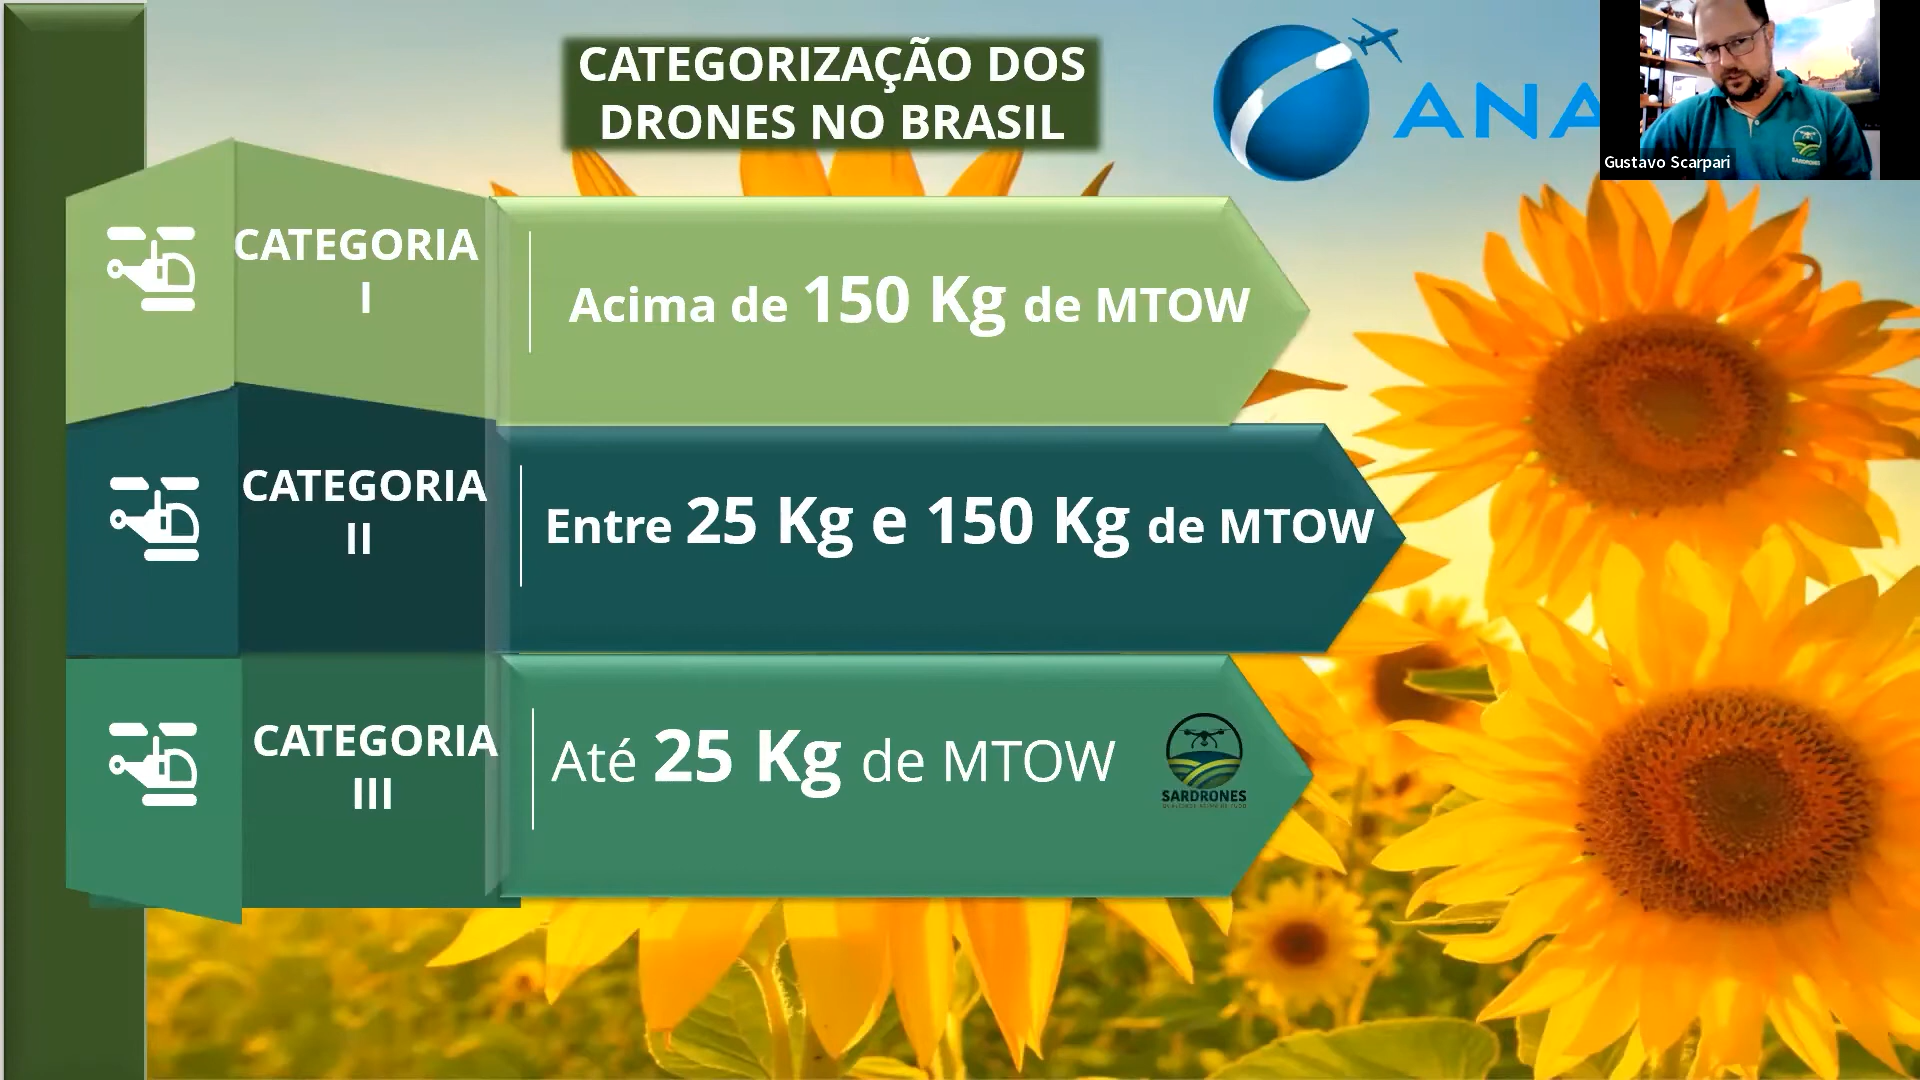 CATEGORIZAÇÃO DOS
DRONES NO BRASIL
ANA
Gustavo Scarpari
SARDRONES
CATEGORIA
I
Acima de 150 Kg de MTOW
CATEGORIA
II
Entre 25 Kg e 150 Kg de MTOW
CATEGORIA
III
Até 25 Kg de MTOW
SARDRONES